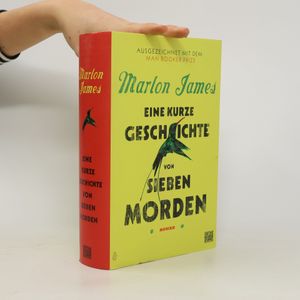 AUSGEZEICHNET MIT DEM
MAN BOOKER PRIZE
Marlon James
EINE KURZE
GESCHICHTE
VON
SIEBEN
MORDEN
ROMAN
Marlon
James
EINE
KURZE
GESCHICHTE
VON
SIEBEN
MORDEN